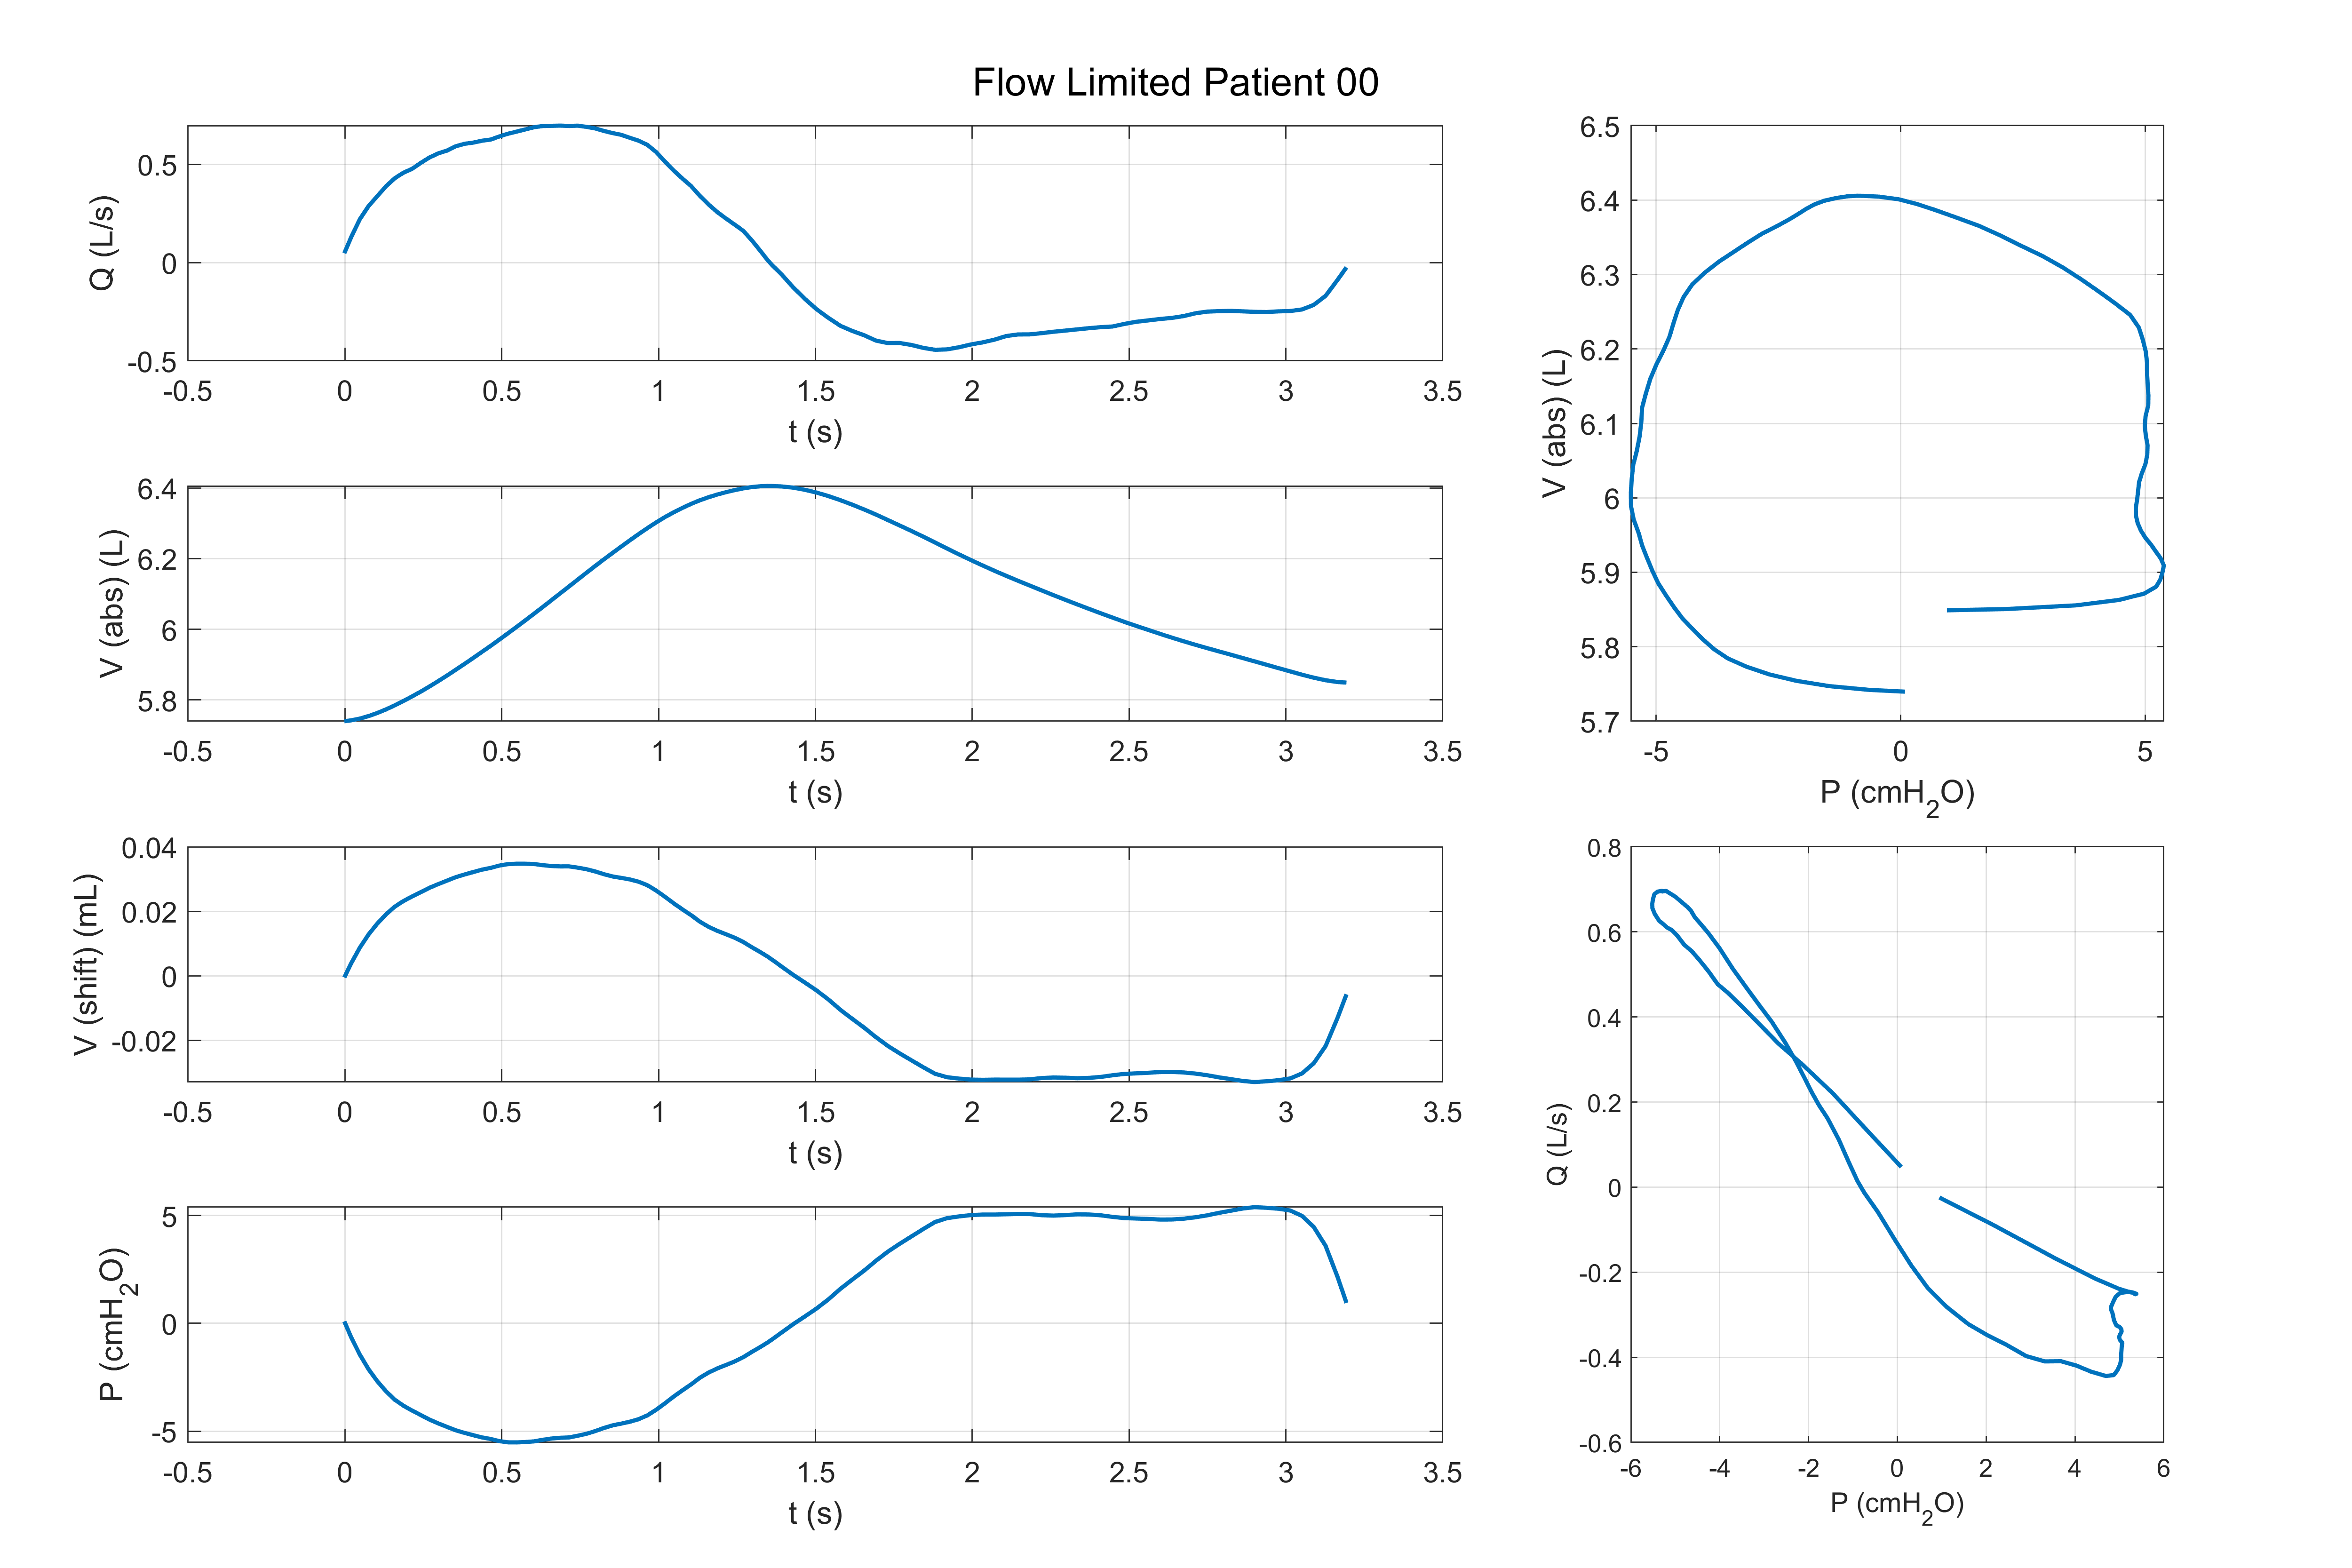 Flow Limited Patient 00
0.5
0
-0.5
Q (L/s)
-0.5 0 0.5 1 1.5 2 2.5 3 3.5
t (s)
6.4
6.2
6
5.8
V (abs) (L)
-0.5 0 0.5 1 1.5 2 2.5 3 3.5
t (s)
0.04
0.02
0
-0.02
V (shift) (mL)
-0.5 0 0.5 1 1.5 2 2.5 3 3.5
t (s)
5
0
-5
P (cmH2O)
-0.5 0 0.5 1 1.5 2 2.5 3 3.5
t (s)
6.5
6.4
6.3
6.2
6.1
6
5.9
5.8
5.7
V (abs) (L)
-5 0 5
P (cmH2O)
0.8
0.6
0.4
0.2
0
-0.2
-0.4
-0.6
Q (L/s)
-6 -4 -2 0 2 4 6
P (cmH2O)